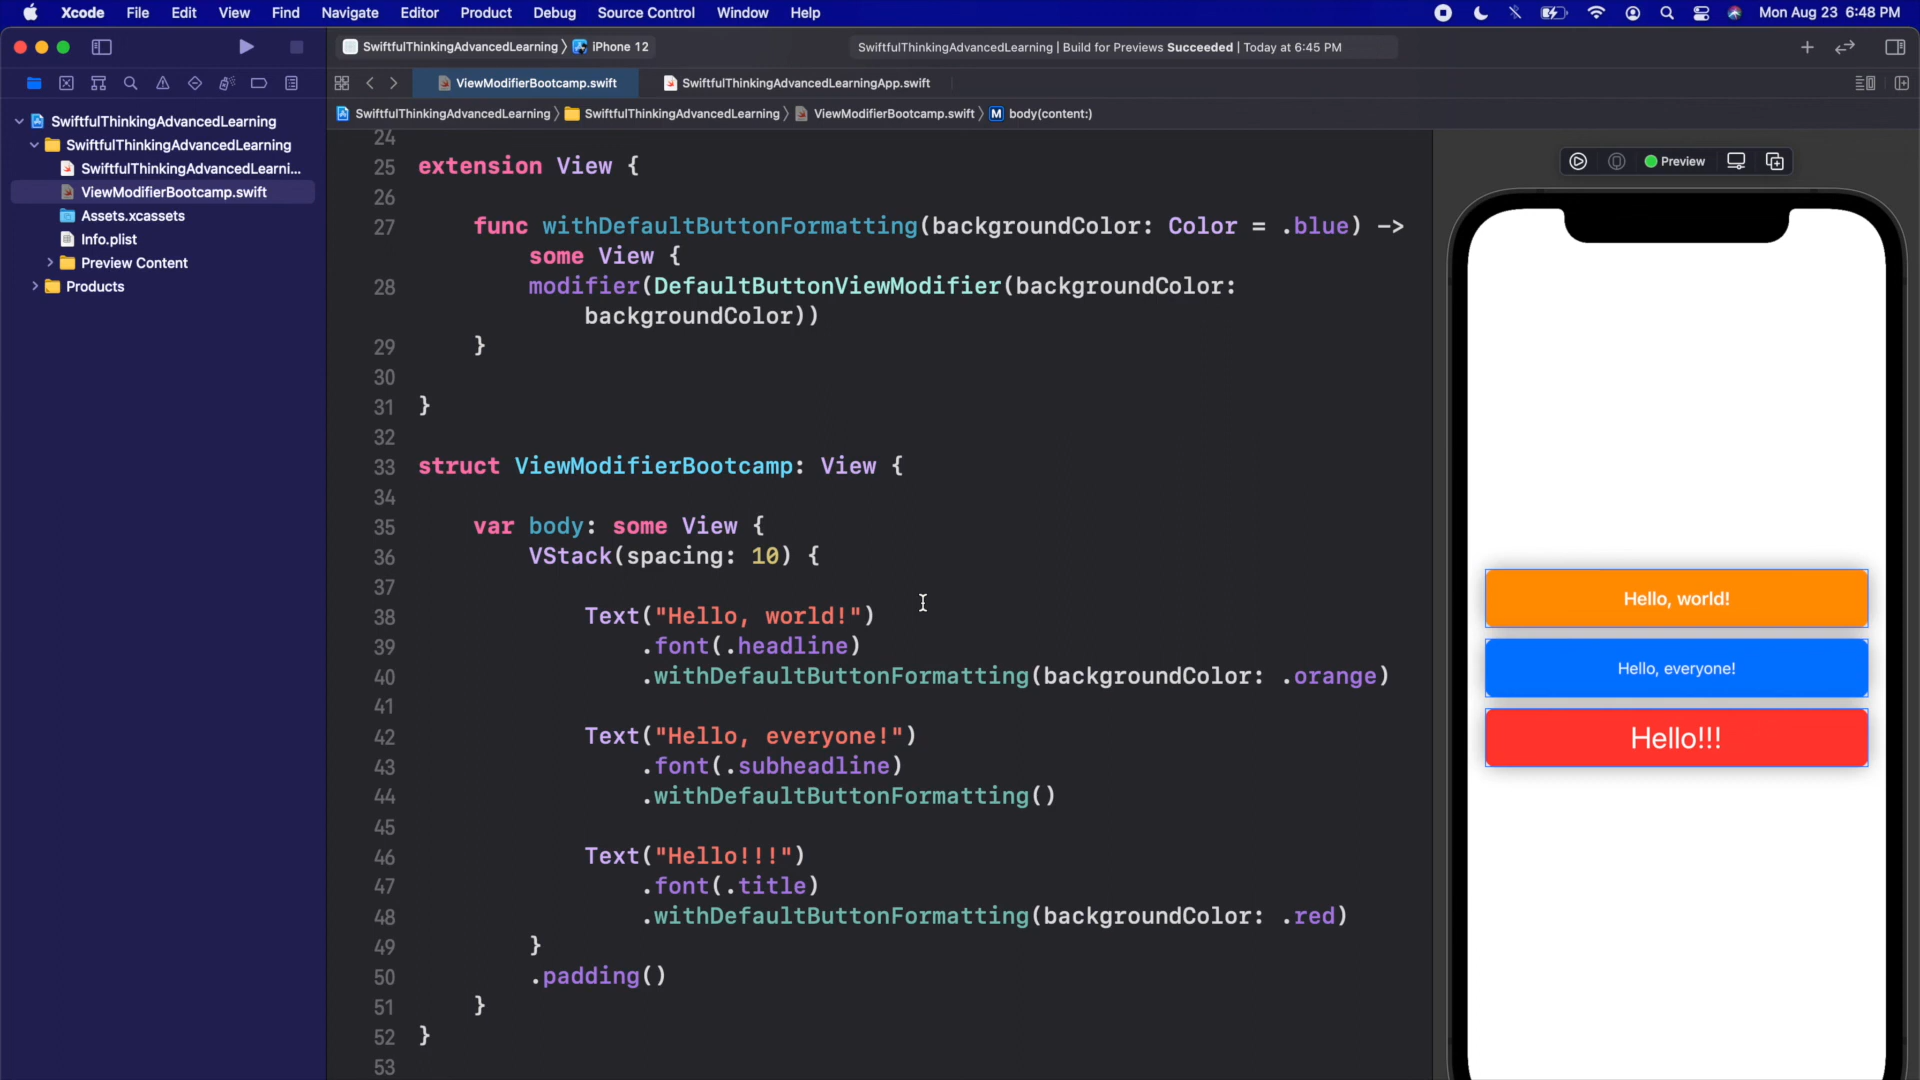 Xcode File Edit View Find Navigate Editor Product Debug Source Control Window Help Mon Aug 23 6:48 PM
SwiftfulThinkingAdvancedLearning 〉 iPhone 12 SwiftfulThinkingAdvancedLearning | Build for Previews Succeeded | Today at 6:45 PM
ViewModifierBootcamp.swift SwiftfulThinkingAdvancedLearningApp.swift
SwiftfulThinkingAdvancedLearning 〉 SwiftfulThinkingAdvancedLearning 〉 ViewModifierBootcamp.swift 〉 M body(content:)
SwiftfulThinkingAdvancedLearning
SwiftfulThinkingAdvancedLearning
SwiftfulThinkingAdvancedLearni...
ViewModifierBootcamp.swift
Assets.xcassets
Info.plist
Preview Content
Products
24
25 extension View {
26
27 func withDefaultButtonFormatting(backgroundColor: Color = .blue) ->
some View {
28 modifier(DefaultButtonViewModifier(backgroundColor:
backgroundColor))
29 }
30
31 }
32
33 struct ViewModifierBootcamp: View {
34
35 var body: some View {
36 VStack(spacing: 10) {
37
38 Text("Hello, world!")
39 .font(.headline)
40 .withDefaultButtonFormatting(backgroundColor: .orange)
41
42 Text("Hello, everyone!")
43 .font(.subheadline)
44 .withDefaultButtonFormatting()
45
46 Text("Hello!!!")
47 .font(.title)
48 .withDefaultButtonFormatting(backgroundColor: .red)
49 }
50 .padding()
51 }
52 }
53
Preview
Hello, world!
Hello, everyone!
Hello!!!